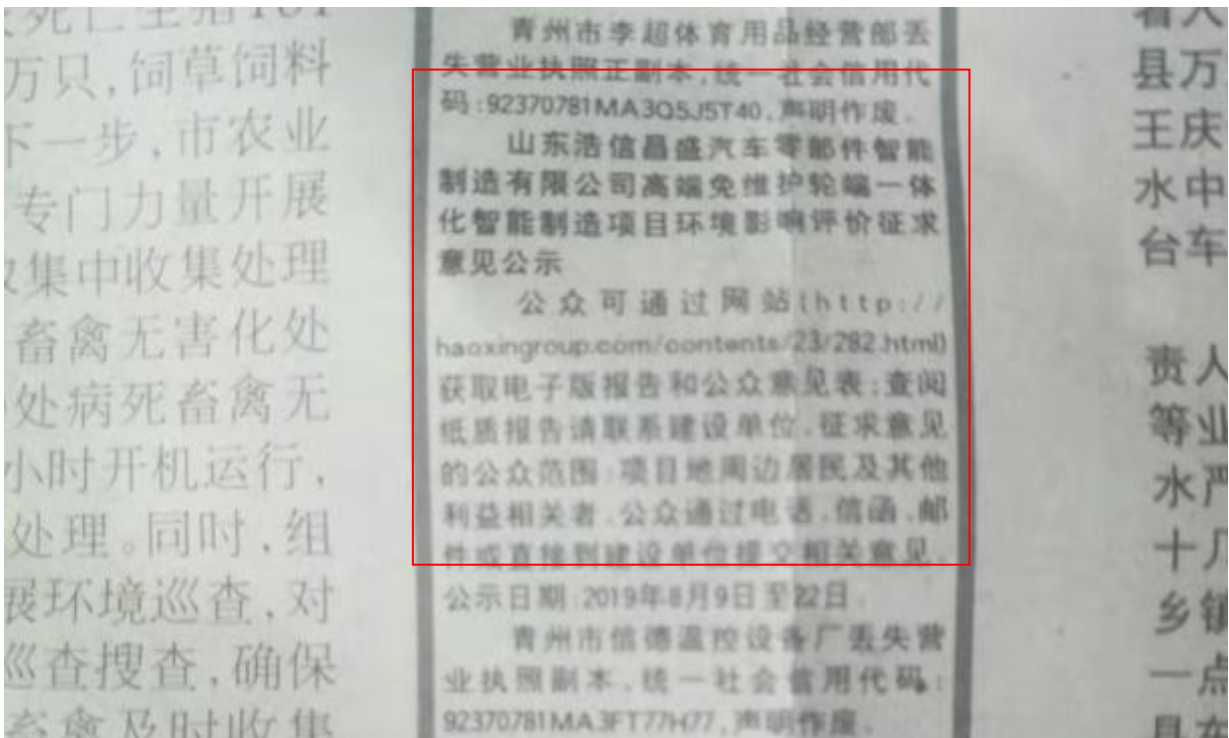 死亡生猪101
万只,饲草饲料
下一步,市农业
专门力量开展
集中收集处理
畜禽无害化处
处病死畜禽无
小时开机运行,
处理。同时,组
展环境巡查,对
巡查搜查,确保
畜禽及时收集
青州市李超体育用品经营部丢
失营业执照正副本,统一社会信用代
码:92370781MA3Q5J5T40,声明作废。
山东浩信昌盛汽车零部件智能
制造有限公司高端免维护轮端一体
化智能制造项目环境影响评价征求
意见公示
公众可通过网站(http://
haoxingroup.com/contents/23/282.html)
获取电子版报告和公众意见表;查阅
纸质报告请联系建设单位。征求意见
的公众范围:项目地周边居民及其他
利益相关者。公众通过电话、信函、邮
件或直接到建设单位提交相关意见。
公示日期:2019年8月9日至22日。
青州市信德温控设备厂丢失营
业执照副本,统一社会信用代码:
92370781MA3FT77H77,声明作废。
着人
县万
王庆
水中
台车
责人
等业
水严
十几
乡镇
一点
县东